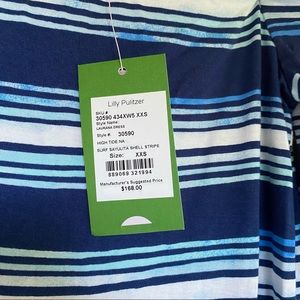 Lilly Pulitzer
SKU #
30590 434XW5 XXS
Style Name:
LAURANA DRESS
Style # 30590
HIGH TIDE NA
SURF SAYULITA SHELL STRIPE
Size: XXS
889069 321994
Manufacturer's Suggested Price
$168.00